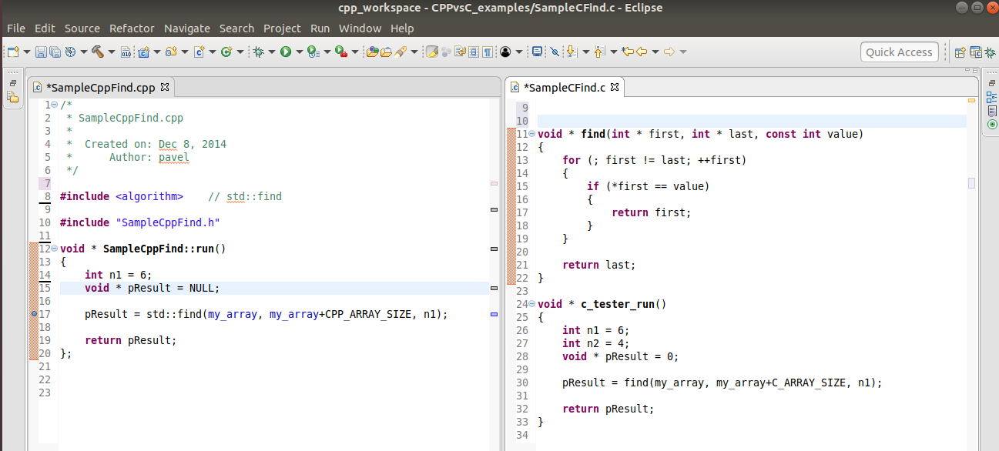 cpp_workspace - CPPvsC_examples/SampleCFind.c - Eclipse
File Edit Source Refactor Navigate Search Project Run Window Help
Quick Access
*SampleCppFind.cpp
1 /*
2  * SampleCppFind.cpp
3  *
4  *  Created on: Dec 8, 2014
5  *      Author: pavel
6  */
7
8 #include <algorithm>    // std::find
9
10 #include "SampleCppFind.h"
11
12 void * SampleCppFind::run()
13 {
14     int n1 = 6;
15     void * pResult = NULL;
16
17     pResult = std::find(my_array, my_array+CPP_ARRAY_SIZE, n1);
18
19     return pResult;
20 };
21
22
23
*SampleCFind.c
9
10
11 void * find(int * first, int * last, const int value)
12 {
13     for (; first != last; ++first)
14     {
15         if (*first == value)
16         {
17             return first;
18         }
19     }
20
21     return last;
22 }
23
24 void * c_tester_run()
25 {
26     int n1 = 6;
27     int n2 = 4;
28     void * pResult = 0;
29
30     pResult = find(my_array, my_array+C_ARRAY_SIZE, n1);
31
32     return pResult;
33 }
34